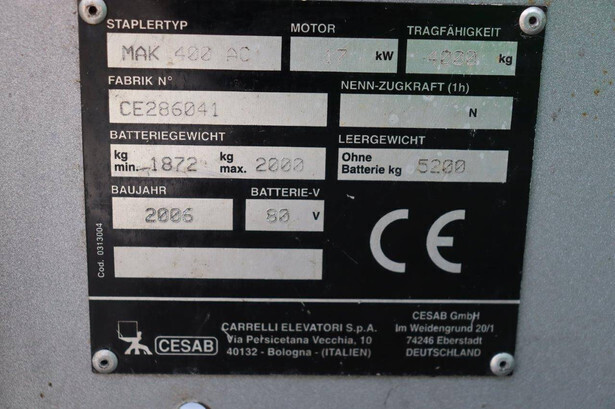 STAPLERTYP MOTOR TRAGFÄHIGKEIT
MAK 400 AC 17 kW 4000 kg
FABRIK N° NENN-ZUGKRAFT (1h)
CE286041 N
BATTERIEGEWICHT LEERGEWICHT
kg min. 1872 kg max. 2000 Ohne Batterie kg 5200
BAUJAHR BATTERIE-V
2006 80 V
Cod. 0313004
CE
CESAB
CARRELLI ELEVATORI S.p.A.
Via Persicetana Vecchia, 10
40132 - Bologna - (ITALIEN)
CESAB GmbH
Im Weidengrund 20/1
74246 Eberstadt
DEUTSCHLAND